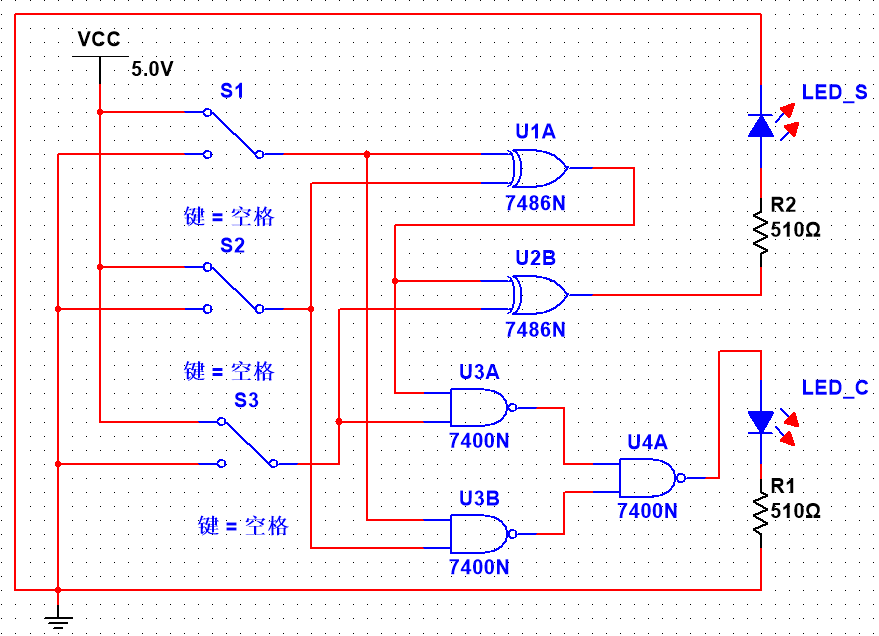 VCC
5.0V
S1
键 = 空格
S2
键 = 空格
S3
键 = 空格
U1A
7486N
U2B
7486N
U3A
7400N
U3B
7400N
U4A
7400N
LED_S
R2
510Ω
LED_C
R1
510Ω